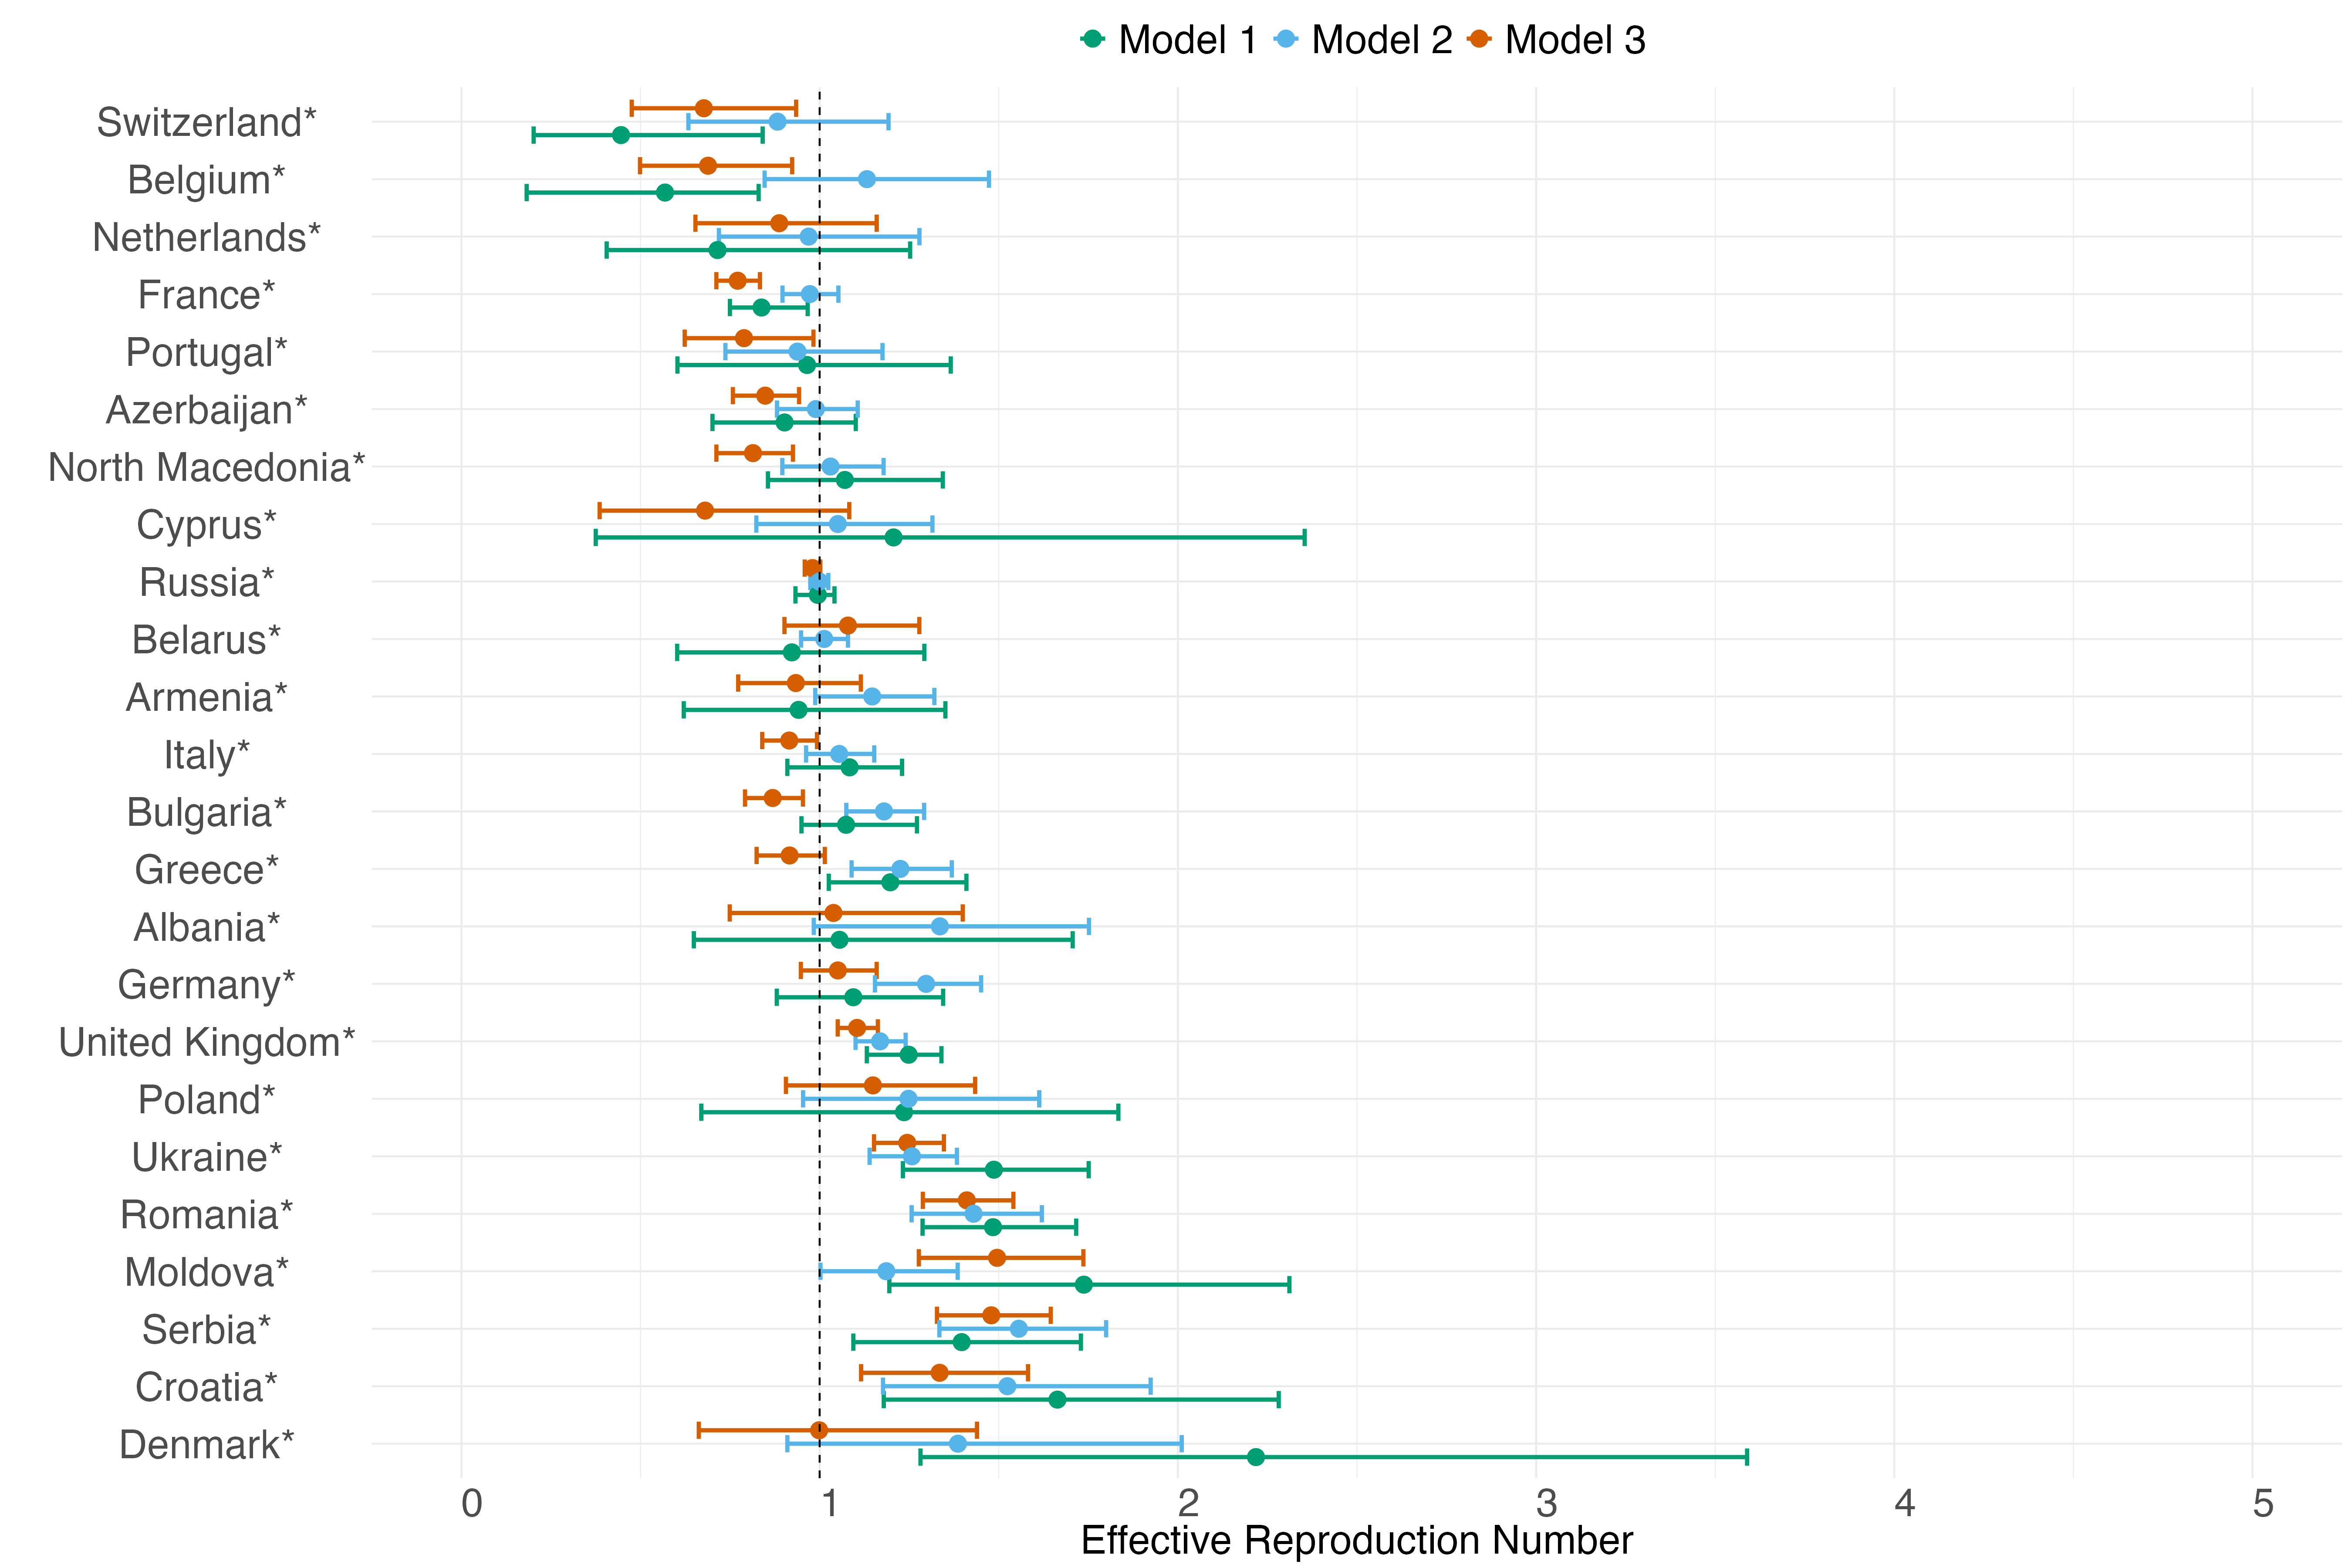 Model 1 Model 2 Model 3
Switzerland*
Belgium*
Netherlands*
France*
Portugal*
Azerbaijan*
North Macedonia*
Cyprus*
Russia*
Belarus*
Armenia*
Italy*
Bulgaria*
Greece*
Albania*
Germany*
United Kingdom*
Poland*
Ukraine*
Romania*
Moldova*
Serbia*
Croatia*
Denmark*
0 1 2 3 4 5
Effective Reproduction Number